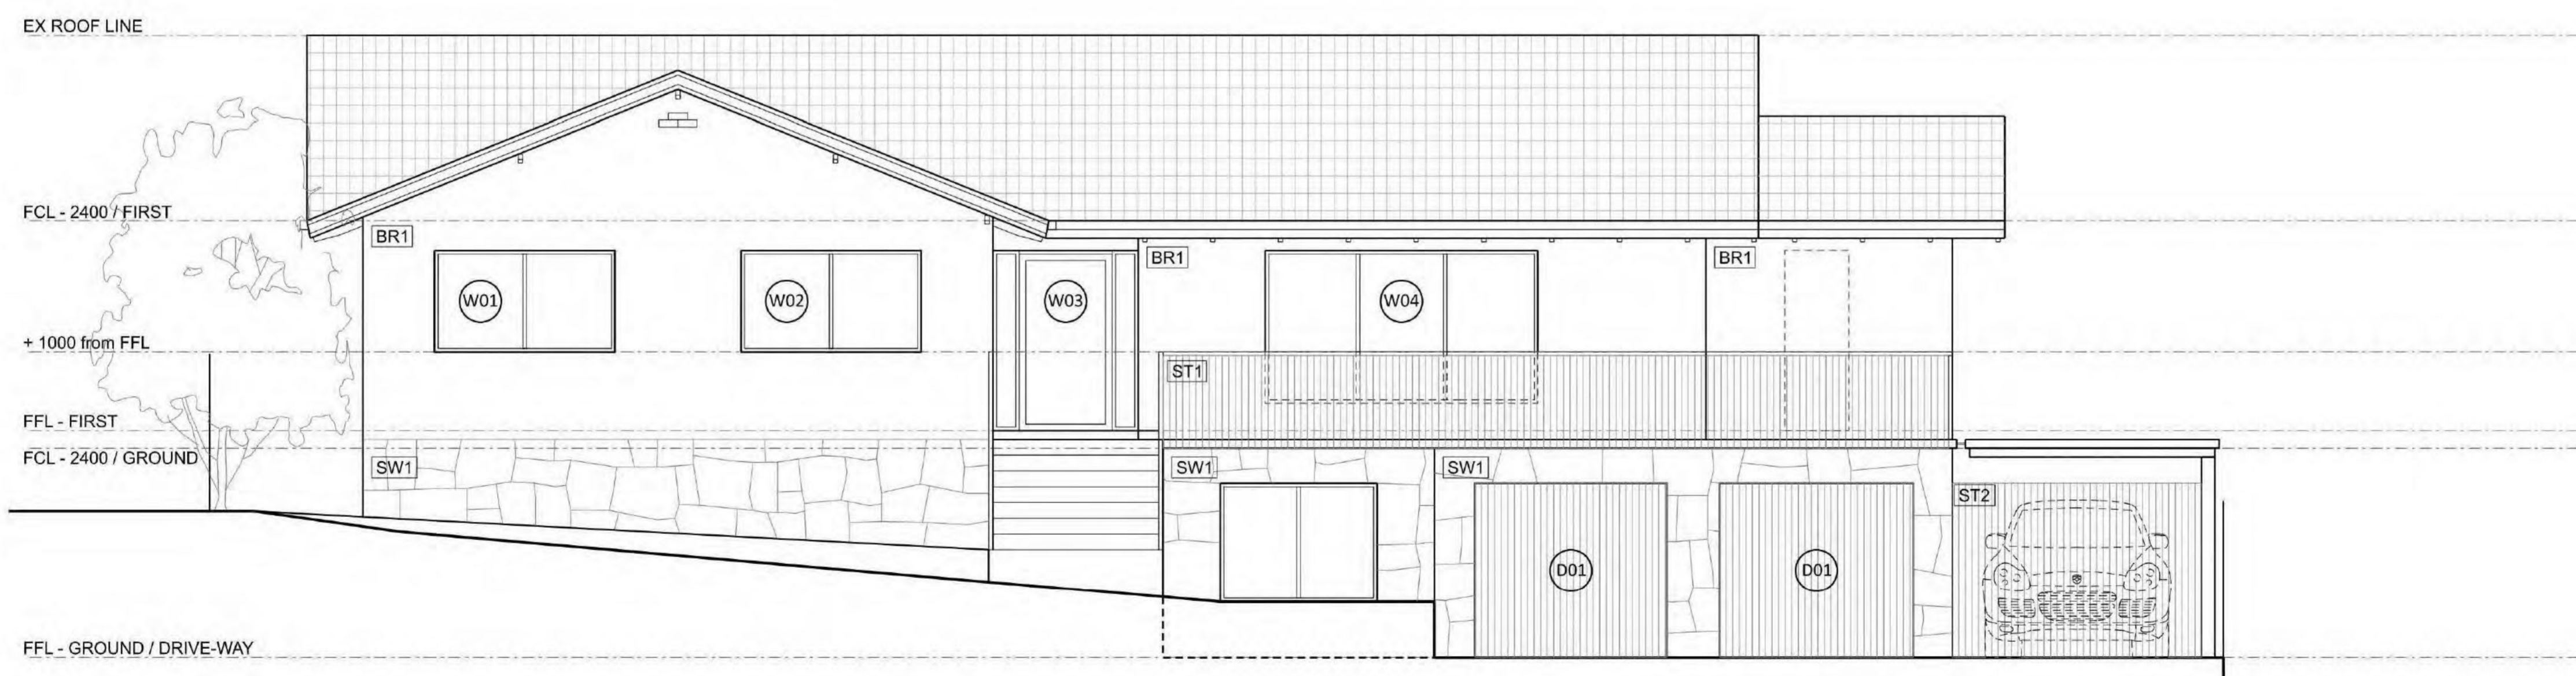 EX ROOF LINE
FCL - 2400 / FIRST
BR1
BR1
BR1
W01
W02
W03
W04
+ 1000 from FFL
ST1
FFL - FIRST
FCL - 2400 / GROUND
SW1
SW1
SW1
ST2
D01
D01
FFL - GROUND / DRIVE-WAY